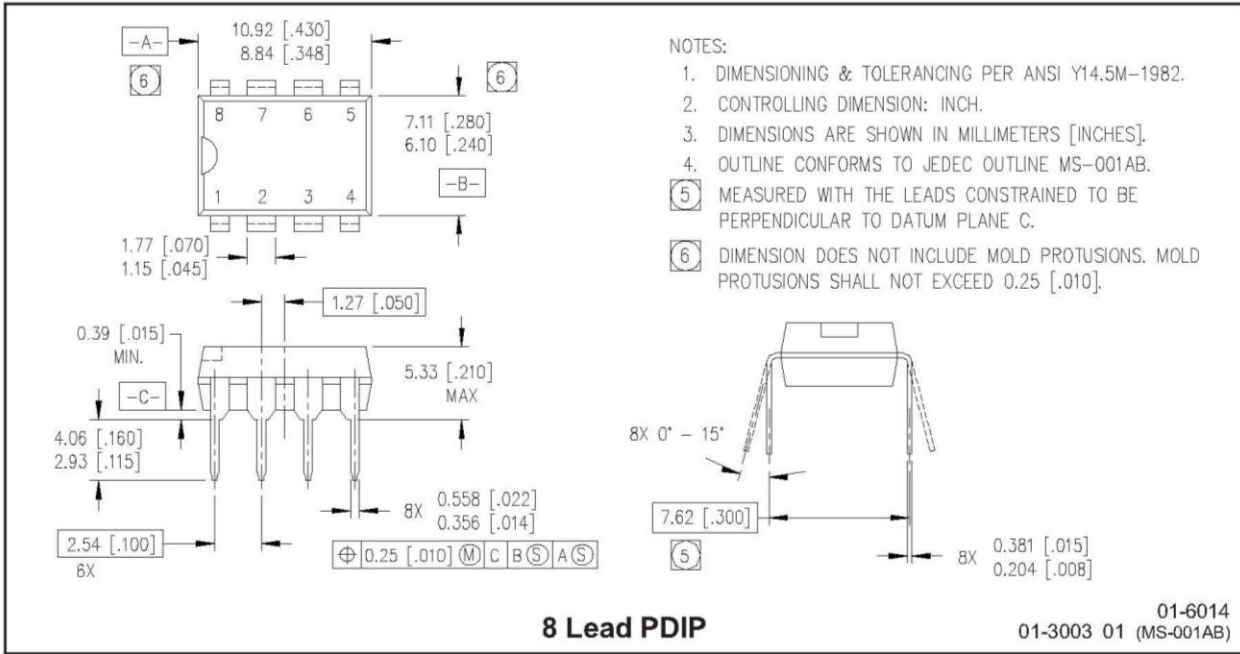 10.92 [.430]
8.84 [.348]
-A-
6
6
8 7 6 5
1 2 3 4
7.11 [.280]
6.10 [.240]
-B-
1.77 [.070]
1.15 [.045]
1.27 [.050]
0.39 [.015]
MIN.
-C-
5.33 [.210]
MAX
4.06 [.160]
2.93 [.115]
8X 0.558 [.022]
0.356 [.014]
2.54 [.100]
6X
⌖ 0.25 [.010] Ⓜ C B Ⓢ A Ⓢ
NOTES:
1. DIMENSIONING & TOLERANCING PER ANSI Y14.5M-1982.
2. CONTROLLING DIMENSION: INCH.
3. DIMENSIONS ARE SHOWN IN MILLIMETERS [INCHES].
4. OUTLINE CONFORMS TO JEDEC OUTLINE MS-001AB.
5 MEASURED WITH THE LEADS CONSTRAINED TO BE
PERPENDICULAR TO DATUM PLANE C.
6 DIMENSION DOES NOT INCLUDE MOLD PROTUSIONS. MOLD
PROTUSIONS SHALL NOT EXCEED 0.25 [.010].
8X 0° - 15°
7.62 [.300]
5
8X 0.381 [.015]
0.204 [.008]
8 Lead PDIP
01-6014
01-3003 01 (MS-001AB)